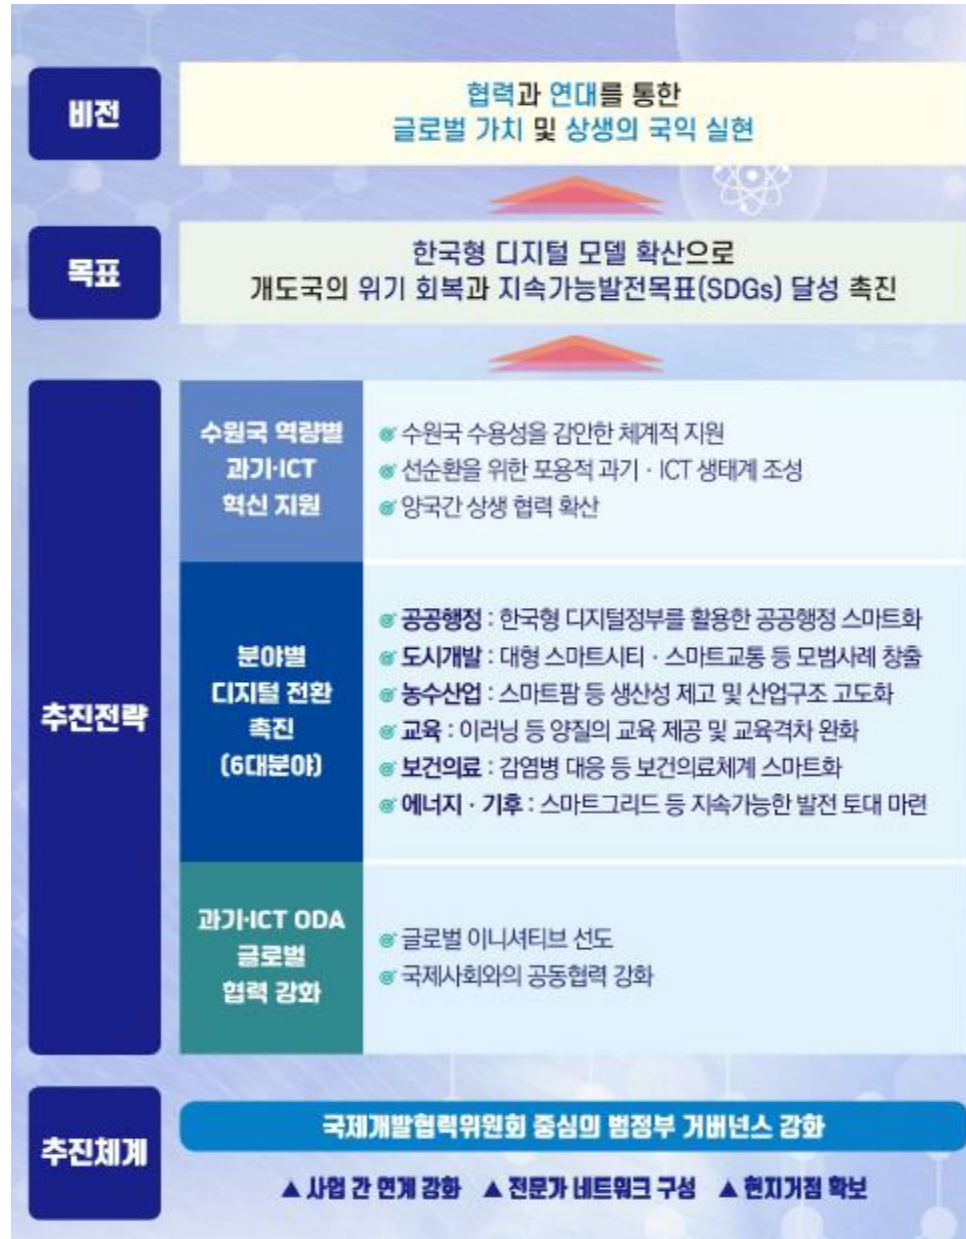 비전
협력과 연대를 통한
글로벌 가치 및 상생의 국익 실현
목표
한국형 디지털 모델 확산으로
개도국의 위기 회복과 지속가능발전목표(SDGs) 달성 촉진
추진전략
수원국 역량별
과기·ICT
혁신 지원
수원국 수용성을 감안한 체계적 지원
선순환을 위한 포용적 과기 · ICT 생태계 조성
양국간 상생 협력 확산
분야별
디지털 전환
촉진
(6대분야)
공공행정 : 한국형 디지털정부를 활용한 공공행정 스마트화
도시개발 : 대형 스마트시티 · 스마트교통 등 모범사례 창출
농수산업 : 스마트팜 등 생산성 제고 및 산업구조 고도화
교육 : 이러닝 등 양질의 교육 제공 및 교육격차 완화
보건의료 : 감염병 대응 등 보건의료체계 스마트화
에너지 · 기후 : 스마트그리드 등 지속가능한 발전 토대 마련
과기·ICT ODA
글로벌
협력 강화
글로벌 이니셔티브 선도
국제사회와의 공동협력 강화
추진체계
국제개발협력위원회 중심의 범정부 거버넌스 강화
▲ 사업 간 연계 강화 ▲ 전문가 네트워크 구성 ▲ 현지거점 확보